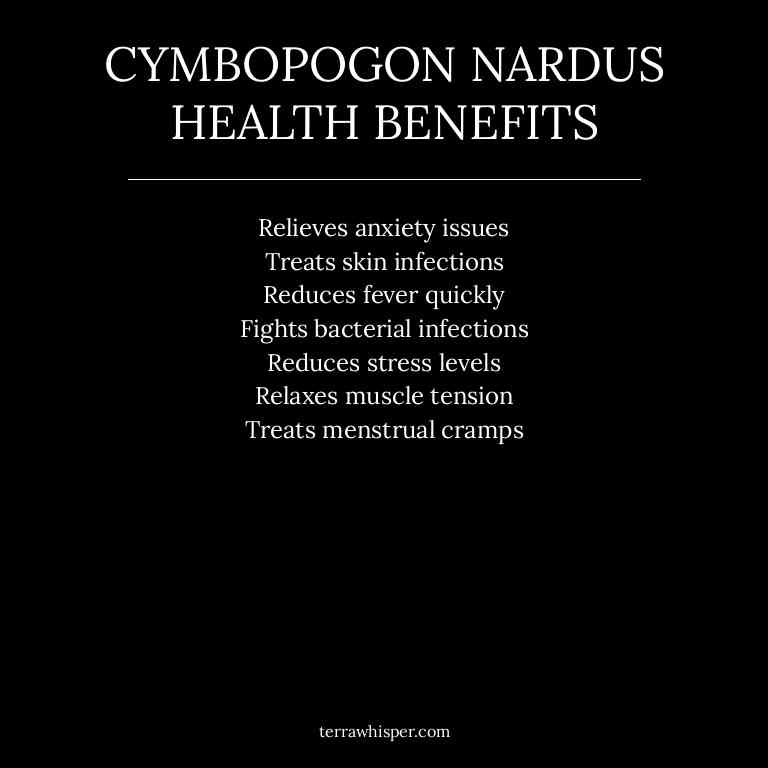 CYMBOPOGON NARDUS
HEALTH BENEFITS
Relieves anxiety issues
Treats skin infections
Reduces fever quickly
Fights bacterial infections
Reduces stress levels
Relaxes muscle tension
Treats menstrual cramps
terrawhisper.com